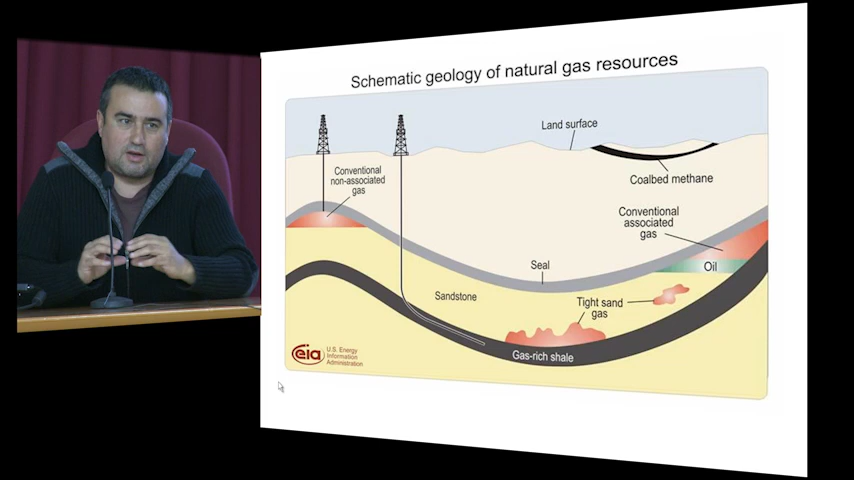 Schematic geology of natural gas resources
Land surface
Conventional
non-associated
gas
Coalbed methane
Conventional
associated
gas
Seal
Oil
Sandstone
Tight sand
gas
Gas-rich shale
eia
U.S. Energy
Information
Administration